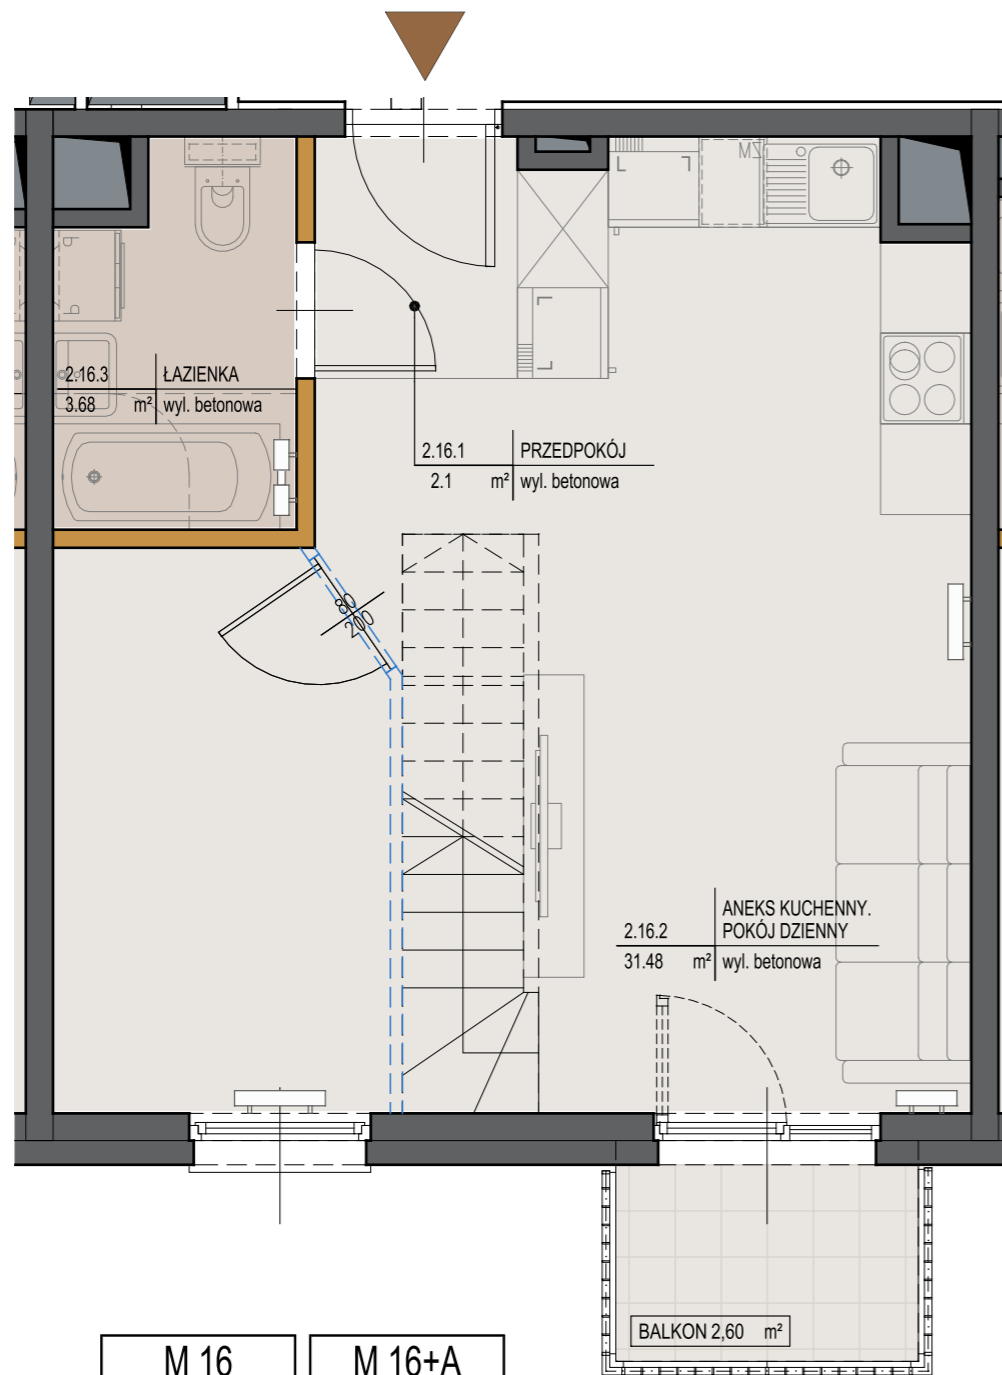 MZ
2.16.3 ŁAZIENKA
3.68 m² wyl. betonowa
2.16.1 PRZEDPOKÓJ
2.1 m² wyl. betonowa
80
2.16.2 ANEKS KUCHENNY.
POKÓJ DZIENNY
31.48 m² wyl. betonowa
BALKON 2,60 m²
M 16
M 16+A